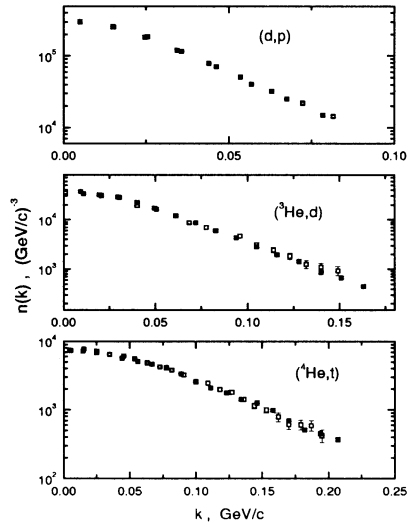 (d,p)
10^5
10^4
0.00 0.05 0.10
n(k) , (GeV/c)^-3
(^3He,d)
10^4
10^3
0.00 0.05 0.10 0.15
(^4He,t)
10^4
10^3
10^2
0.00 0.05 0.10 0.15 0.20 0.25
k , GeV/c